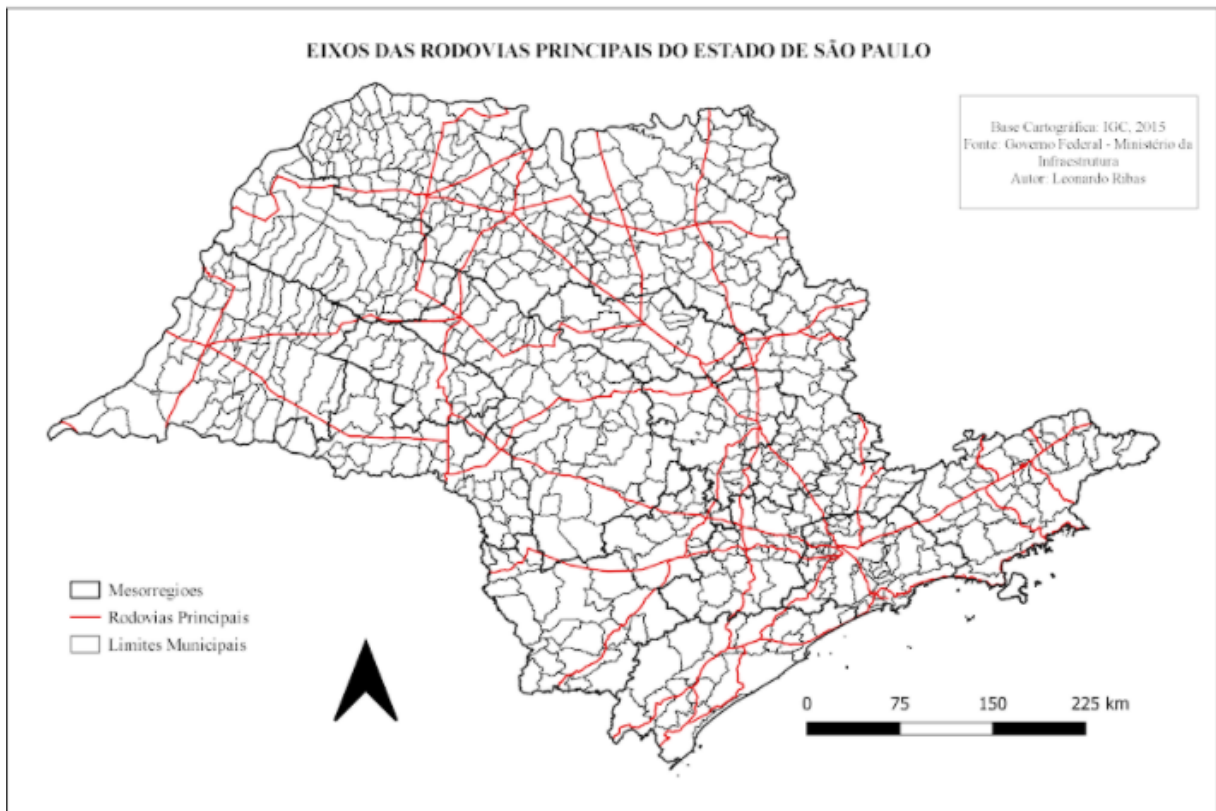 EIXOS DAS RODOVIAS PRINCIPAIS DO ESTADO DE SÃO PAULO
Base Cartográfica: IGC, 2015
Fonte: Governo Federal - Ministério da
Infraestrutura
Autor: Leonardo Ribas
Mesorregioes
Rodovias Principais
Limites Municipais
0 75 150 225 km